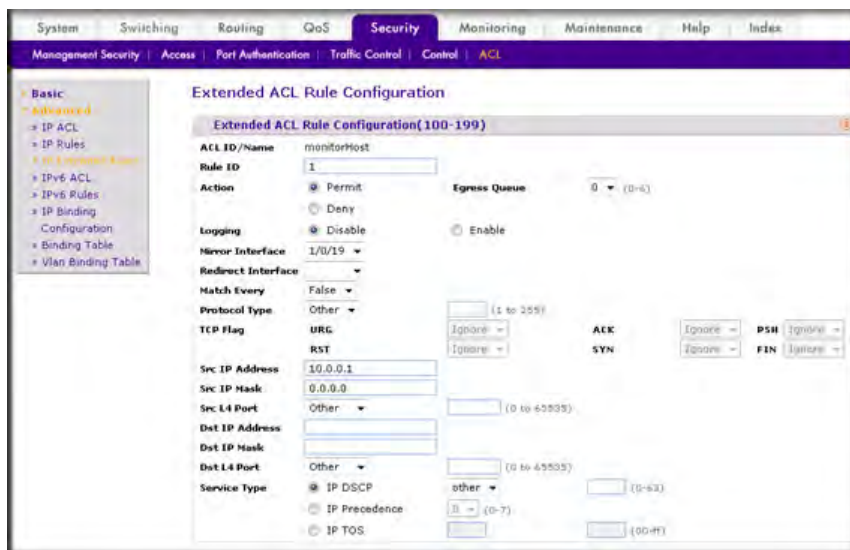 System Switching Routing QoS Security Monitoring Maintenance Help Index
Management Security Access Port Authentication Traffic Control Control ACL
Basic
Advanced
» IP ACL
» IP Rules
» IPv6 ACL
» IPv6 Rules
» IP Binding
Configuration
» Binding Table
» Vlan Binding Table
Extended ACL Rule Configuration
Extended ACL Rule Configuration(100-199)
ACL ID/Name monitorHost
Rule ID 1
Action Permit Egress Queue 0 (0-6)
Deny
Logging Disable Enable
Mirror Interface 1/0/19
Redirect Interface
Match Every False
Protocol Type Other (1 to 255)
TCP Flag URG Ignore ACK Ignore PSH Ignore
RST Ignore SYN Ignore FIN Ignore
Src IP Address 10.0.0.1
Src IP Mask 0.0.0.0
Src L4 Port Other (0 to 65535)
Dst IP Address
Dst IP Mask
Dst L4 Port Other (0 to 65535)
Service Type IP DSCP other (0-63)
IP Precedence 0 (0-7)
IP TOS (00-ff)